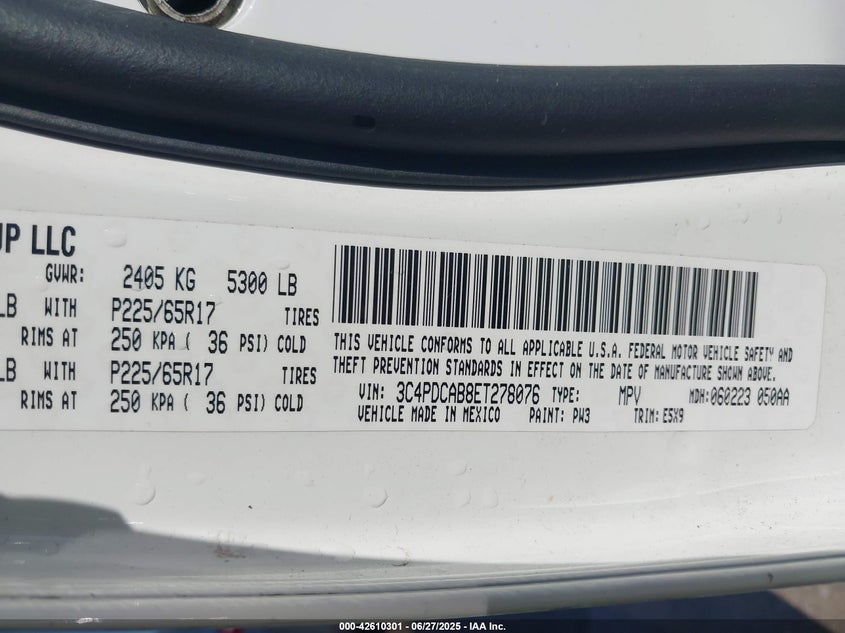 UP LLC
GVWR: 2405 KG 5300 LB
LB WITH P225/65R17 TIRES
RIMS AT 250 KPA ( 36 PSI) COLD
LB WITH P225/65R17 TIRES
RIMS AT 250 KPA ( 36 PSI) COLD
THIS VEHICLE CONFORMS TO ALL APPLICABLE U.S.A. FEDERAL MOTOR VEHICLE SAFETY AND
THEFT PREVENTION STANDARDS IN EFFECT ON THE DATE OF MANUFACTURE SHOWN ABOVE.
VIN: 3C4PDCAB8ET278076 TYPE: MPV MDH:060223 050AA
VEHICLE MADE IN MEXICO PAINT: PW3 TRIM: E5X9
000-42610301 - 06/27/2025 - IAA Inc.